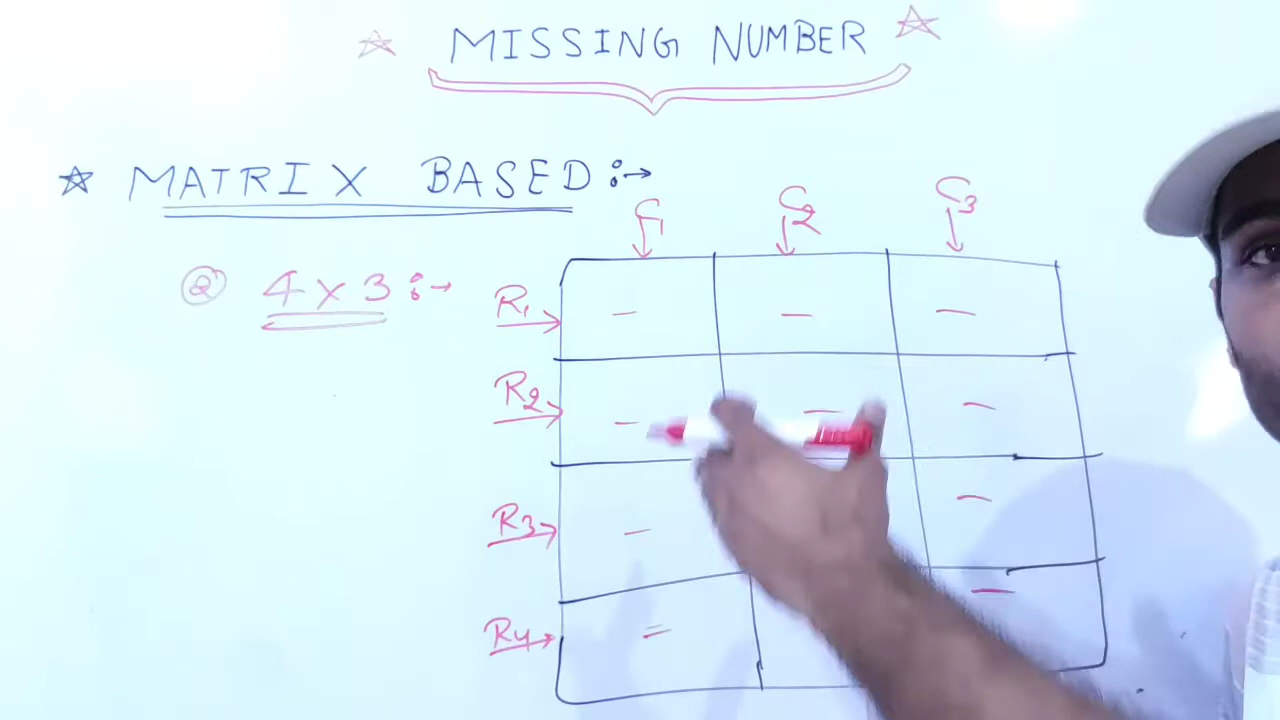 ☆ MISSING NUMBER ☆
☆ MATRIX BASED :→
C1 C2 C3
Q 4 x 3 :→
R1 — — —
R2 — — —
R3 — —
R4 = —